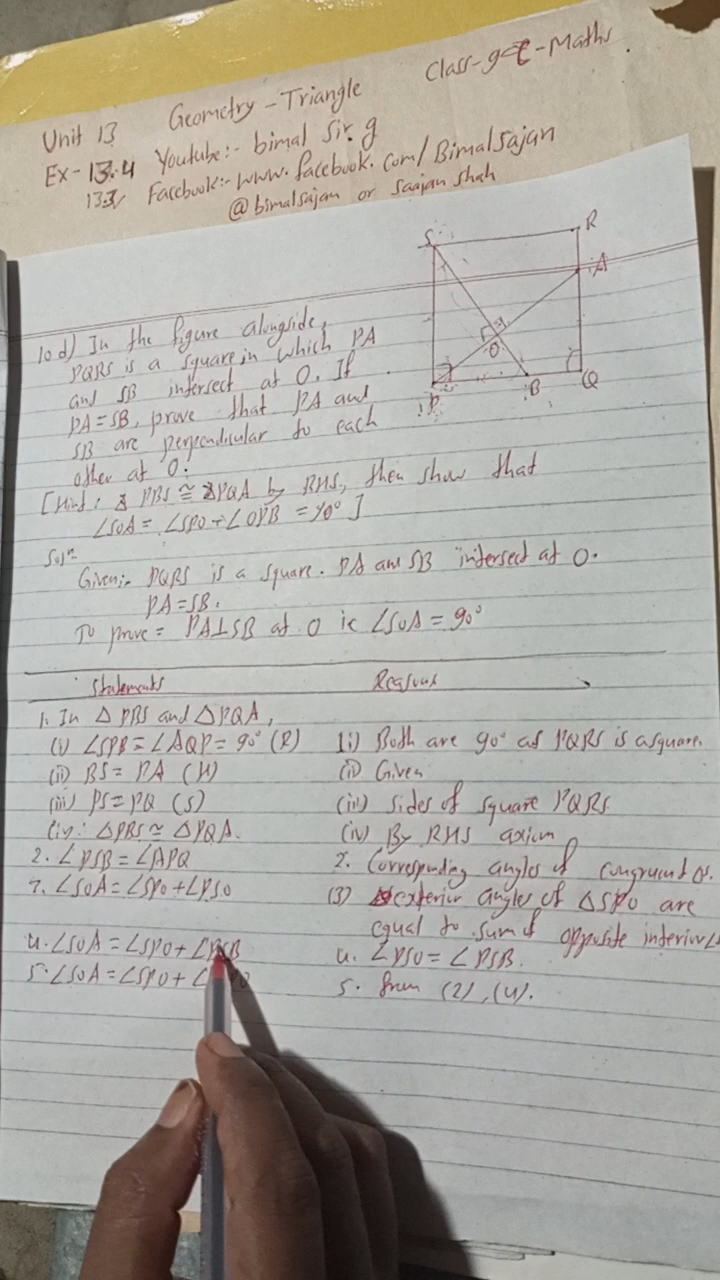 Unit 13 Geometry - Triangle Class-9 C-Maths
Ex-13.4 Youtube:- bimal sir g
13.3/ Facebook:- www.facebook.com/Bimalsajan
@bimalsajan or saajan shah
S R
A
O
P B Q
10.d) In the figure alongside,
PQRS is a square in which PA
and SB intersect at O. If
PA = SB, prove that PA and
SB are perpendicular to each
other at O.
[Hint: Δ PBS ≅ ΔPQA by RHS, then show that
∠SOA = ∠SPO + ∠OPB = 90°]
Solⁿ
Given:- PQRS is a square. PA and SB intersect at O.
PA = SB.
To prove = PA⊥SB at O ie ∠SOA = 90°
Statements Reasons
1. In Δ PBS and ΔPQA,
(i) ∠SPB = ∠AQP = 90° (R) (i) Both are 90° as PQRS is a square.
(ii) BS = PA (H) (ii) Given
(iii) PS = PQ (S) (iii) sides of square PQRS
(iv) ∴ ΔPBS ≅ ΔPQA. (iv) By RHS axiom
2. ∠PSB = ∠APQ 2. Corresponding angles of congruend Δs.
3. ∠SOA = ∠SPO + ∠PSO (3) exterior angles of ΔSPO are
equal to sum of opposite interior∠
4. ∠SOA = ∠SPO + ∠PSB 4. ∠PSO = ∠PSB.
5. ∠SOA = ∠SPO + ∠ 5. from (2), (4).